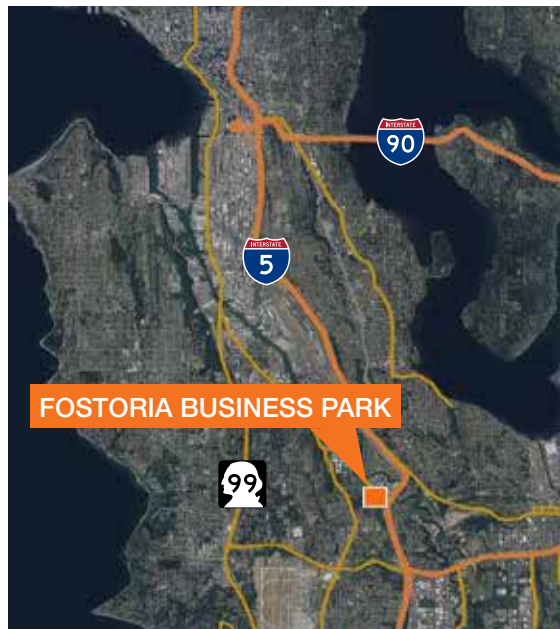 INTERSTATE
90
INTERSTATE
5
FOSTORIA BUSINESS PARK
99